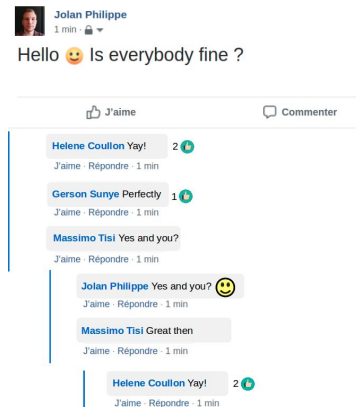 Jolan Philippe
1 min ·
Hello 🙂 Is everybody fine ?
J'aime Commenter
Helene Coullon Yay! 2
J'aime · Répondre · 1 min
Gerson Sunye Perfectly 1
J'aime · Répondre · 1 min
Massimo Tisi Yes and you?
J'aime · Répondre · 1 min
Jolan Philippe Yes and you? 🙂
J'aime · Répondre · 1 min
Massimo Tisi Great then
J'aime · Répondre · 1 min
Helene Coullon Yay! 2
J'aime · Répondre · 1 min